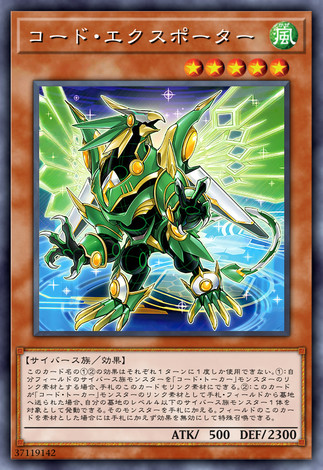 コード・エクスポーター
風
【サイバース族／効果】
このカード名の①②の効果はそれぞれ１ターンに１度しか使用できない。①：自
分フィールドのサイバース族モンスターを「コード・トーカー」モンスターのリ
ンク素材とする場合、手札のこのカードもリンク素材にできる。②：このカード
が「コード・トーカー」モンスターのリンク素材として手札・フィールドから墓地
へ送られた場合、自分の墓地のレベル４以下のサイバース族モンスター１体を
対象として発動できる。そのモンスターを手札に加える。フィールドのこのカー
ドを素材とした場合には手札に加えず効果を無効にして特殊召喚できる。
ATK/ 500 DEF/2300
37119142